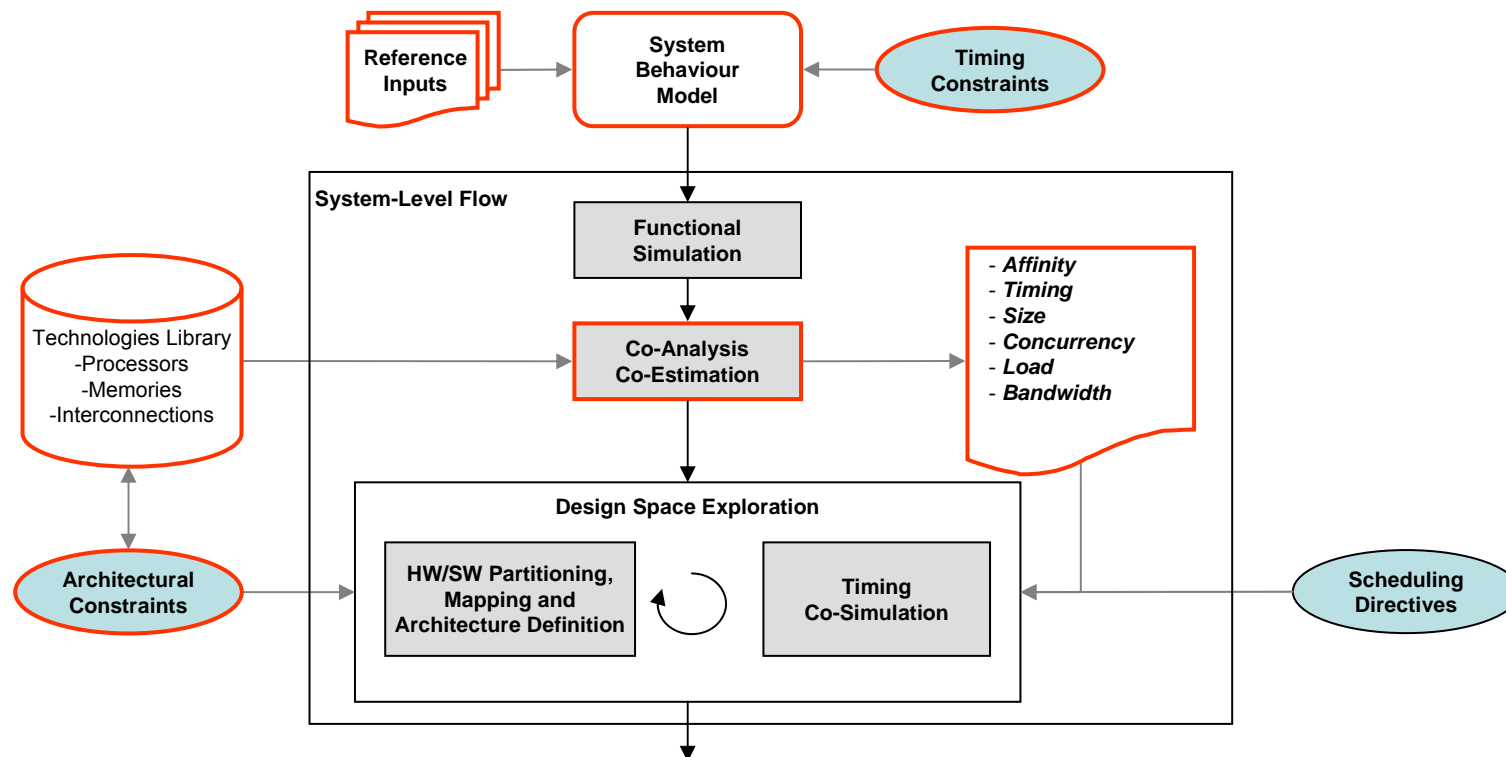 Reference
Inputs
System
Behaviour
Model
Timing
Constraints
System-Level Flow
Functional
Simulation
Technologies Library
-Processors
-Memories
-Interconnections
Co-Analysis
Co-Estimation
- Affinity
- Timing
- Size
- Concurrency
- Load
- Bandwidth
Design Space Exploration
Architectural
Constraints
HW/SW Partitioning,
Mapping and
Architecture Definition
Timing
Co-Simulation
Scheduling
Directives